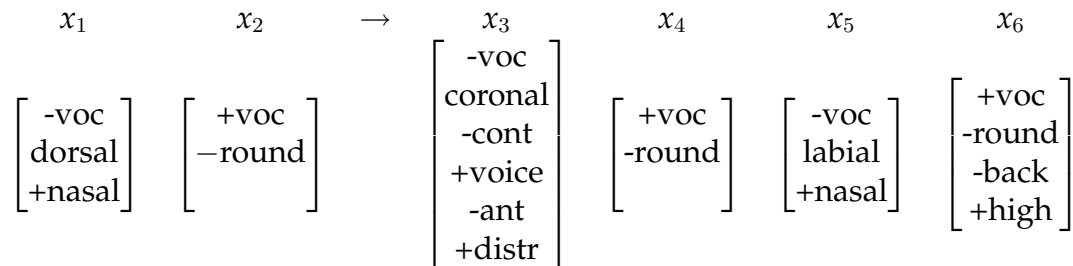 x₁ x₂ → x₃ x₄ x₅ x₆
[-voc dorsal +nasal] [+voc −round] [-voc coronal -cont +voice -ant +distr] [+voc -round] [-voc labial +nasal] [+voc -round -back +high]